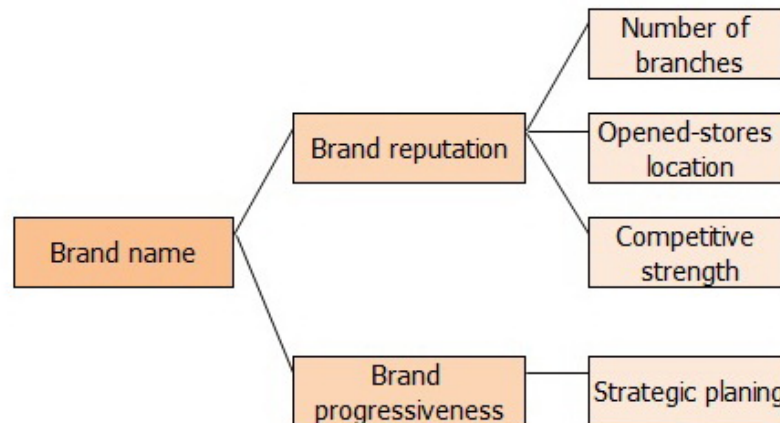 Number of
branches
Brand reputation
Opened-stores
location
Brand name
Competitive
strength
Brand
progressiveness
Strategic planing